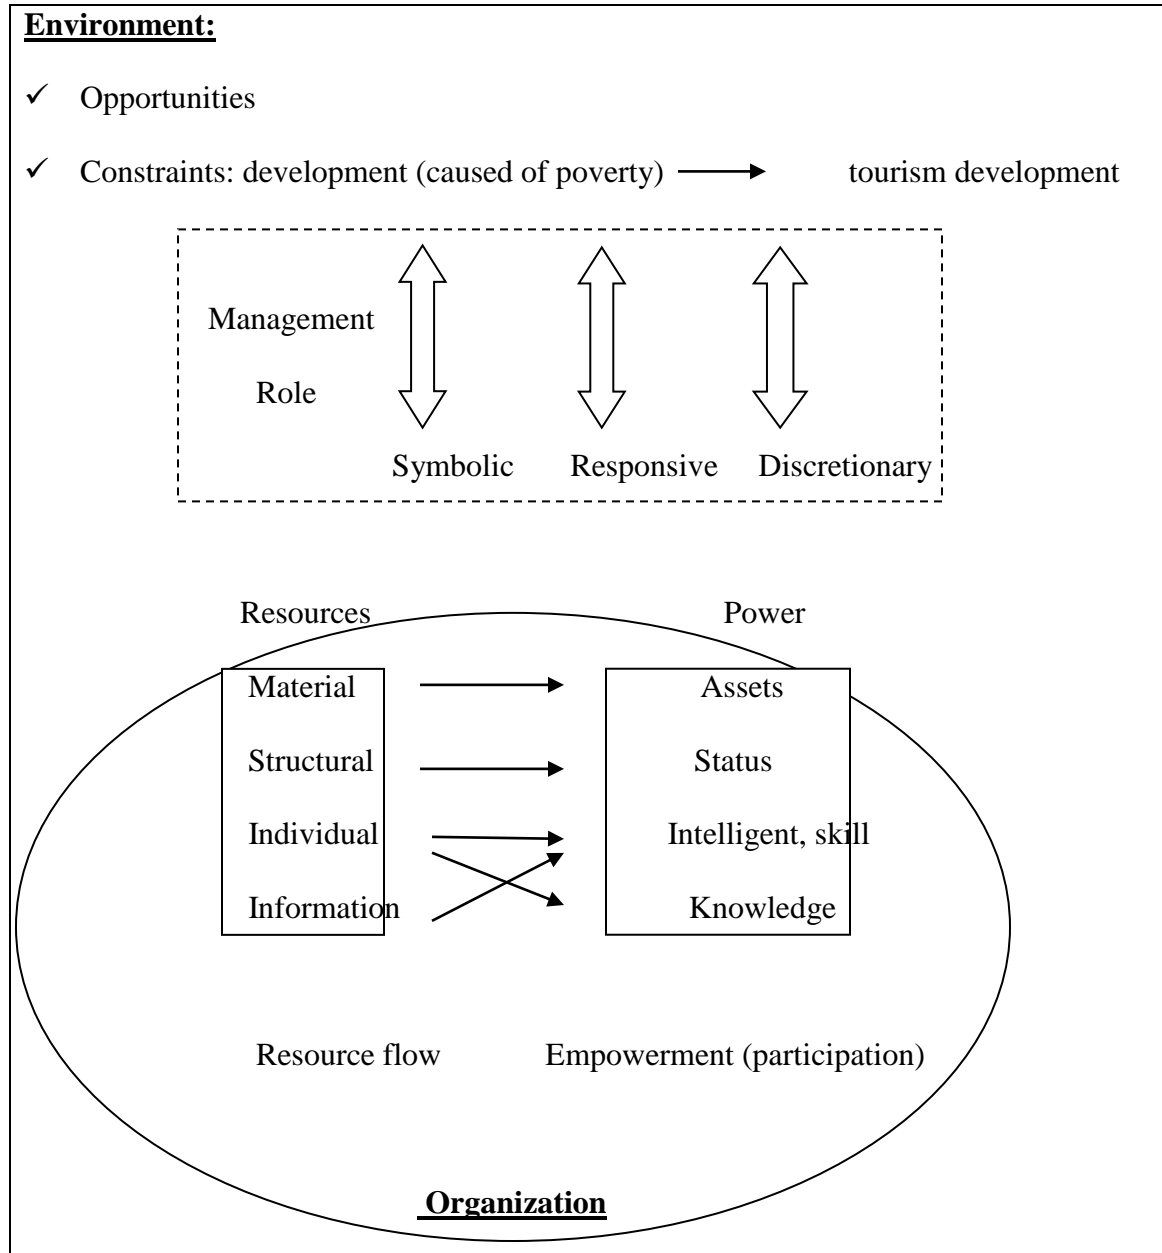 Environment:
✓ Opportunities
✓ Constraints: development (caused of poverty) tourism development
Management
Role
Symbolic Responsive Discretionary
Resources Power
Material Assets
Structural Status
Individual Intelligent, skill
Information Knowledge
Resource flow Empowerment (participation)
Organization